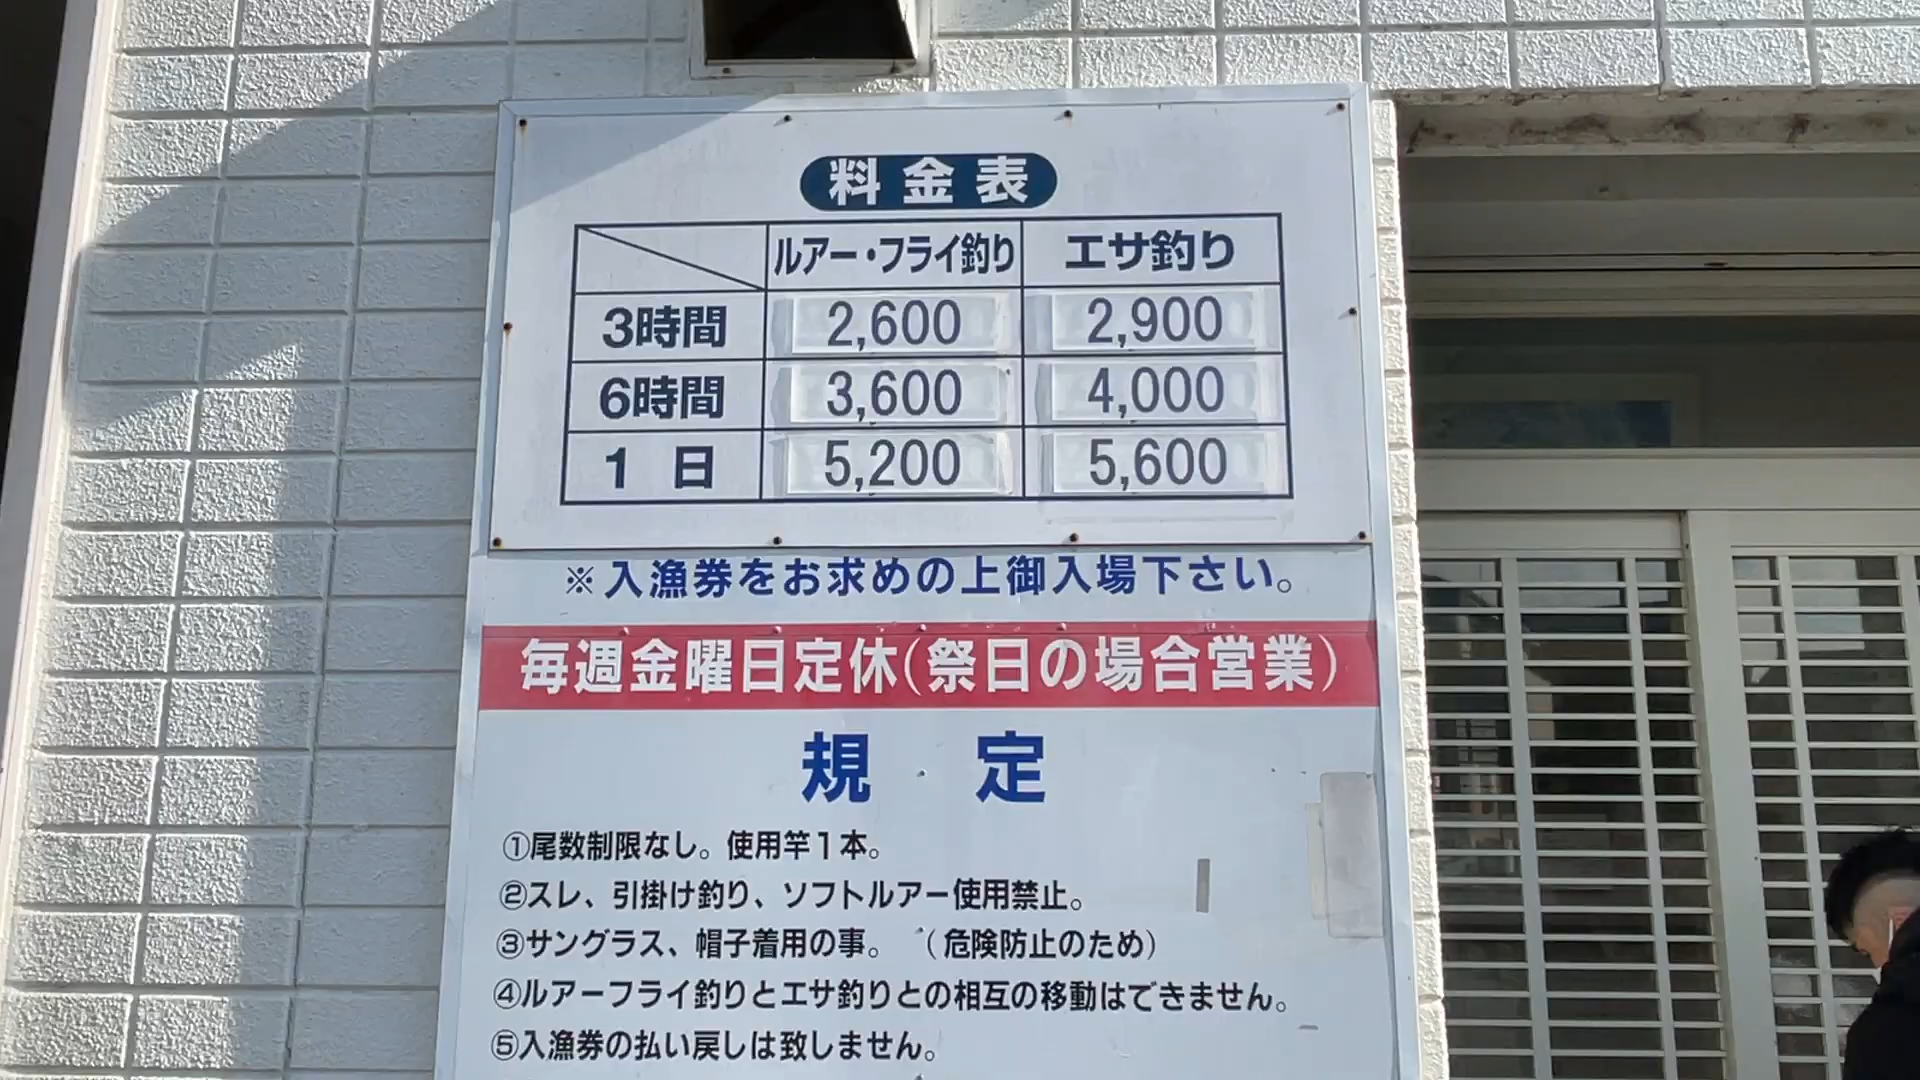 料金表
ルアー・フライ釣り エサ釣り
3時間 2,600 2,900
6時間 3,600 4,000
1日 5,200 5,600
※入漁券をお求めの上御入場下さい。
毎週金曜日定休(祭日の場合営業)
規定
①尾数制限なし。使用竿1本。
②スレ、引掛け釣り、ソフトルアー使用禁止。
③サングラス、帽子着用の事。(危険防止のため)
④ルアーフライ釣りとエサ釣りとの相互の移動はできません。
⑤入漁券の払い戻しは致しません。